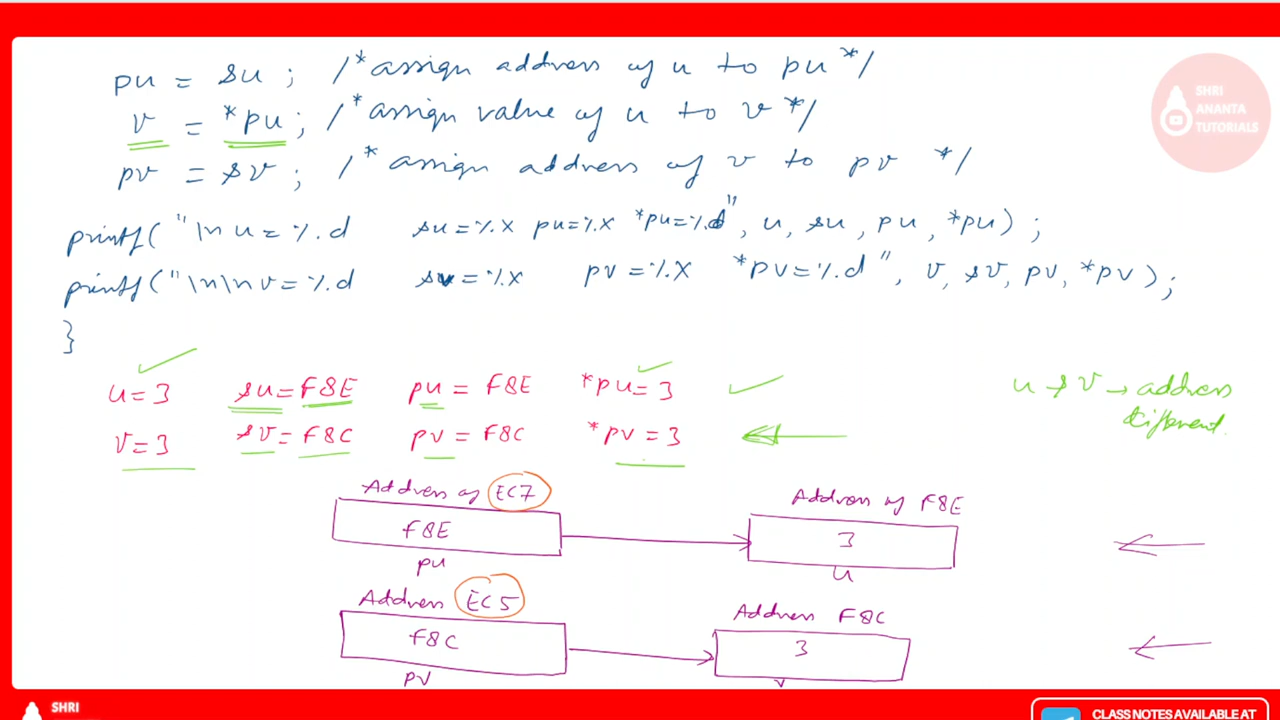 pu = &u ; /*assign address of u to pu */
v = *pu; /*assign value of u to v */
pv = &v ; /* assign address of v to pv */
printf("\n u = %.d &u = %.X pu = %.X *pu = %.d", u, &u, pu, *pu) ;
printf("\n\n v = %.d &v = %.X pv = %.X *pv = %.d", v, &v, pv, *pv) ;
}
u = 3 &u = F8E pu = F8E *pu = 3
v = 3 &v = F8C pv = F8C *pv = 3
u & v → address
different.
Address of EC7
F8E
pu
Address of F8E
3
u
Address EC5
F8C
pv
Address F8C
3
v
SHRI
ANANTA
TUTORIALS
SHRI
CLASS NOTES AVAILABLE AT